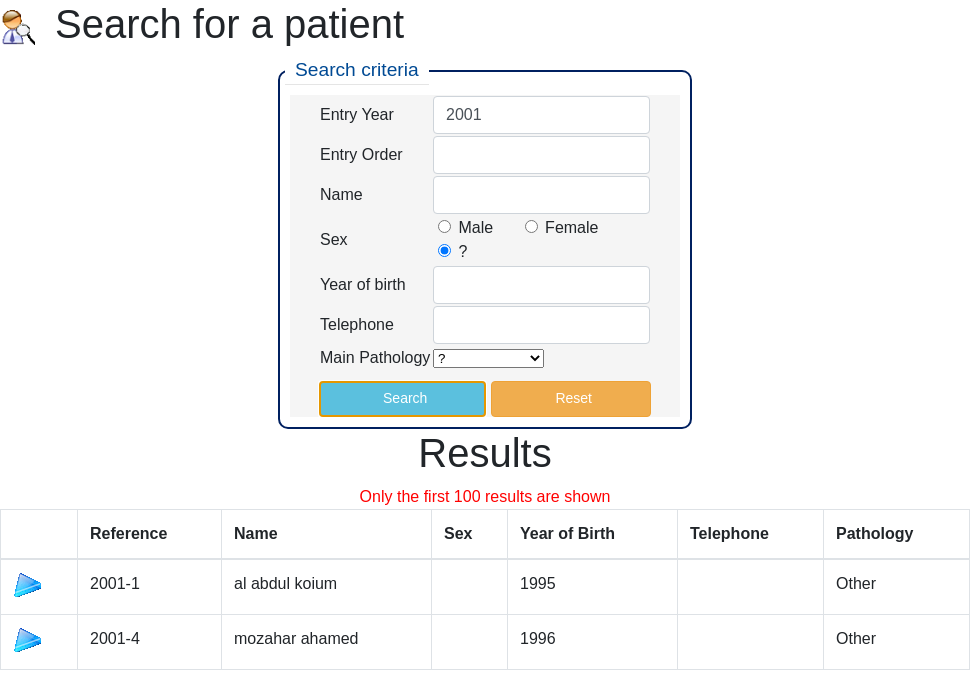 Search for a patient
Search criteria
Entry Year 2001
Entry Order
Name
Sex Male Female
?
Year of birth
Telephone
Main Pathology ?
Search Reset
Results
Only the first 100 results are shown
Reference Name Sex Year of Birth Telephone Pathology
2001-1 al abdul koium 1995 Other
2001-4 mozahar ahamed 1996 Other